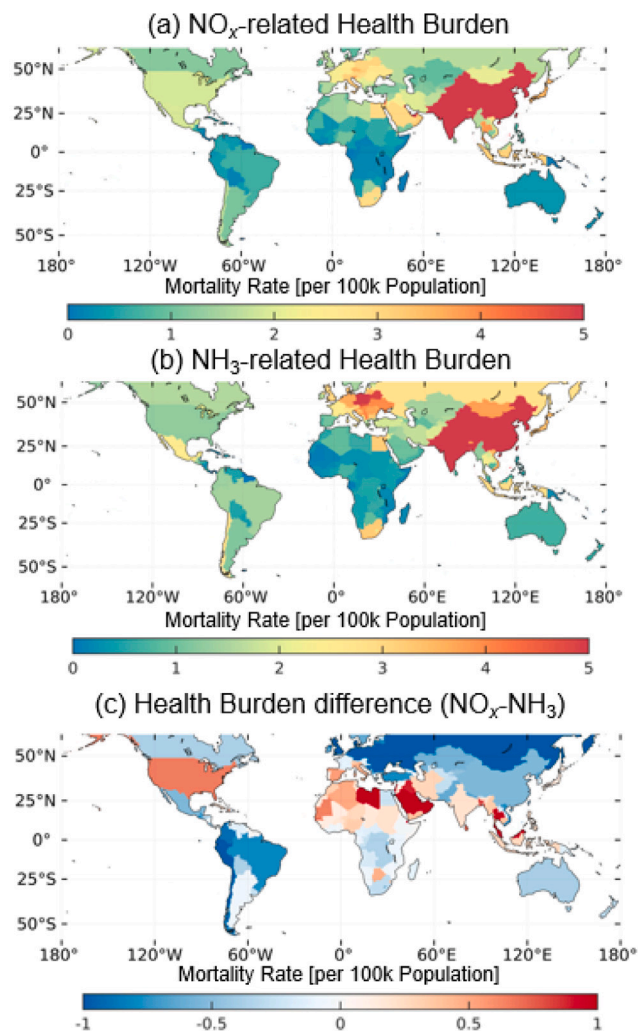 (a) NOx-related Health Burden
50°N
25°N
0°
25°S
50°S
180° 120°W 60°W 0° 60°E 120°E 180°
Mortality Rate [per 100k Population]
0 1 2 3 4 5
(b) NH3-related Health Burden
50°N
25°N
0°
25°S
50°S
180° 120°W 60°W 0° 60°E 120°E 180°
Mortality Rate [per 100k Population]
0 1 2 3 4 5
(c) Health Burden difference (NOx-NH3)
50°N
25°N
0°
25°S
50°S
180° 120°W 60°W 0° 60°E 120°E 180°
Mortality Rate [per 100k Population]
-1 -0.5 0 0.5 1